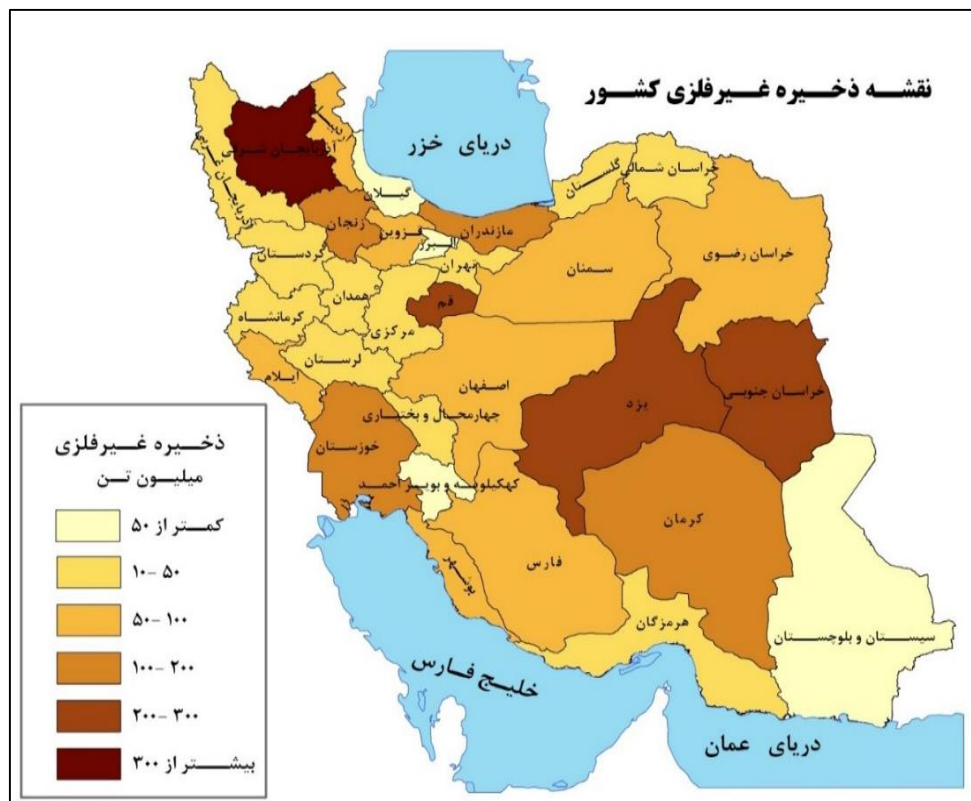 نقشه ذخیره غیرفلزی کشور
دریای خزر
اردبیل
آذربایجان شرقی
آذربایجان غربی
گیلان
گلستان
خراسان شمالی
زنجان
قزوین
البرز
مازندران
تهران
سمنان
خراسان رضوی
کردستان
همدان
قم
کرمانشاه
مرکزی
لرستان
ایلام
اصفهان
یزد
خراسان جنوبی
چهارمحال و بختیاری
خوزستان
کهکیلویه و بویر احمد
کرمان
فارس
بوشهر
هرمزگان
سیستان و بلوچستان
خلیج فارس
دریای عمان
ذخیره غیرفلزی
میلیون تن
کمتر از ۵۰
۱۰-۵۰
۵۰-۱۰۰
۱۰۰-۲۰۰
۲۰۰-۳۰۰
بیشتر از ۳۰۰